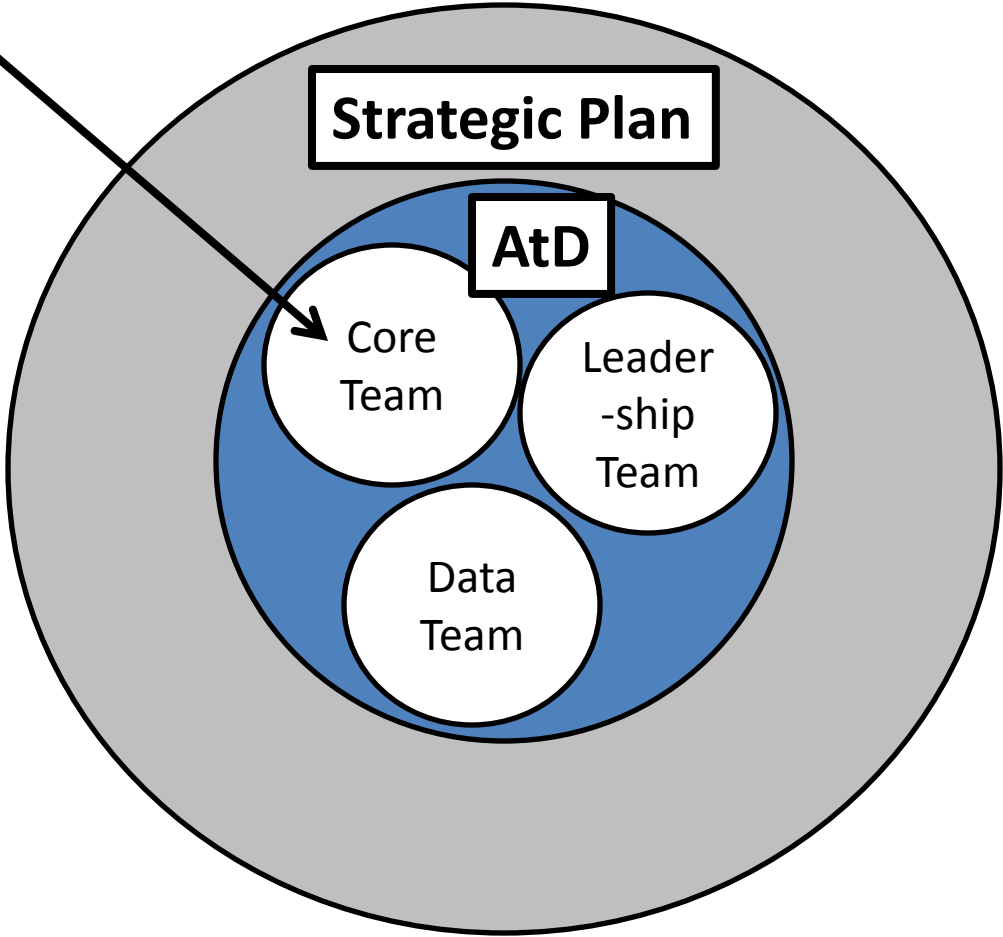 Strategic Plan
AtD
Core
Team
Leader
-ship
Team
Data
Team